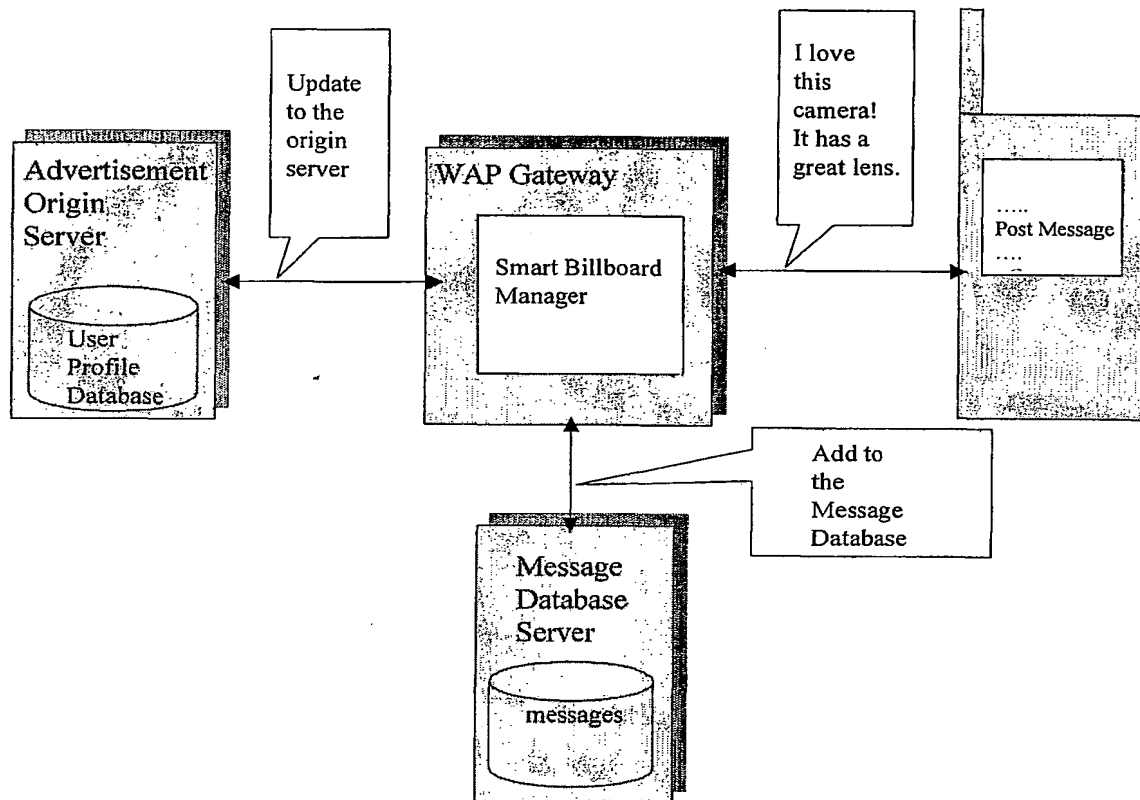 Update
to the
origin
server
I love
this
camera!
It has a
great lens.
Advertisement
Origin
Server
User
Profile
Database
WAP Gateway
Smart Billboard
Manager
.....
Post Message
....
Add to
the
Message
Database
Message
Database
Server
messages